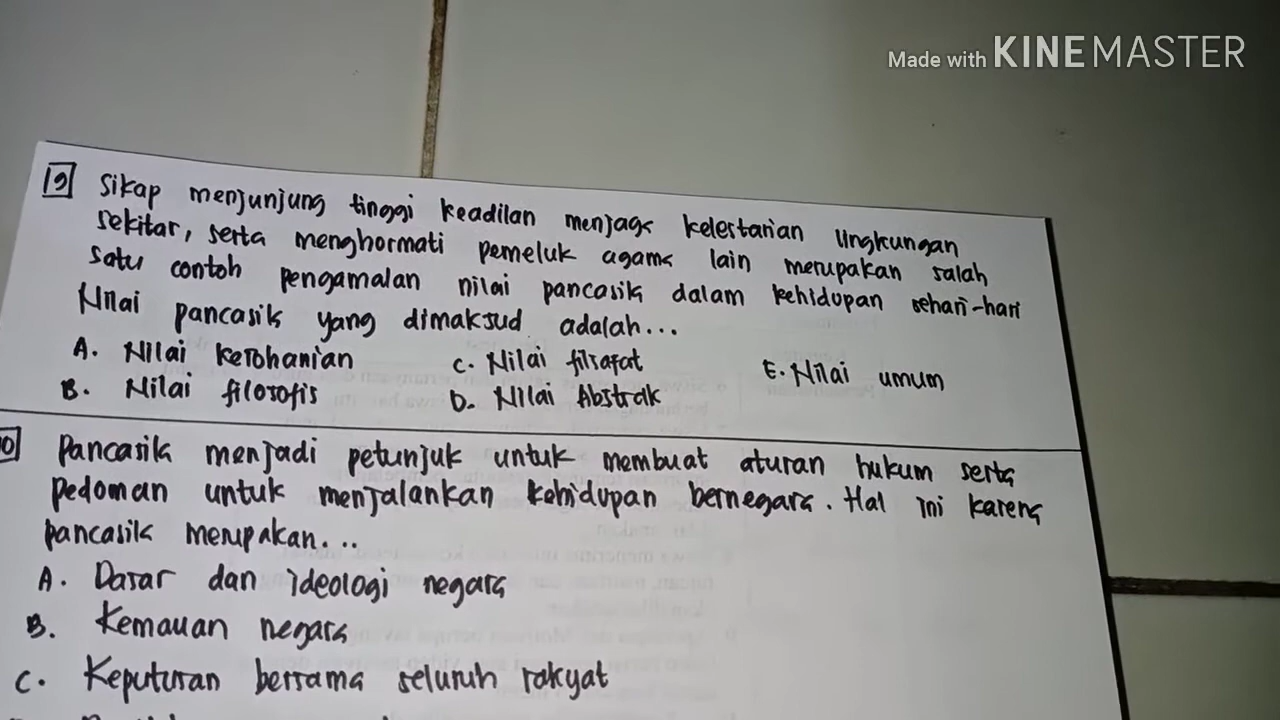 Made with KINEMASTER
19 Sikap menjunjung tinggi keadilan menjaga kelestarian lingkungan
sekitar, serta menghormati pemeluk agama lain merupakan salah
satu contoh pengamalan nilai pancasila dalam kehidupan sehari-hari
Nilai pancasila yang dimaksud adalah...
A. Nilai kerohanian C. Nilai filsafat E. Nilai umum
B. Nilai filosofis D. Nilai Abstrak
0 Pancasila menjadi petunjuk untuk membuat aturan hukum serta
pedoman untuk menjalankan kehidupan bernegara. Hal ini karena
pancasila merupakan...
A. Dasar dan ideologi negara
B. Kemauan negara
C. Keputusan bersama seluruh rakyat